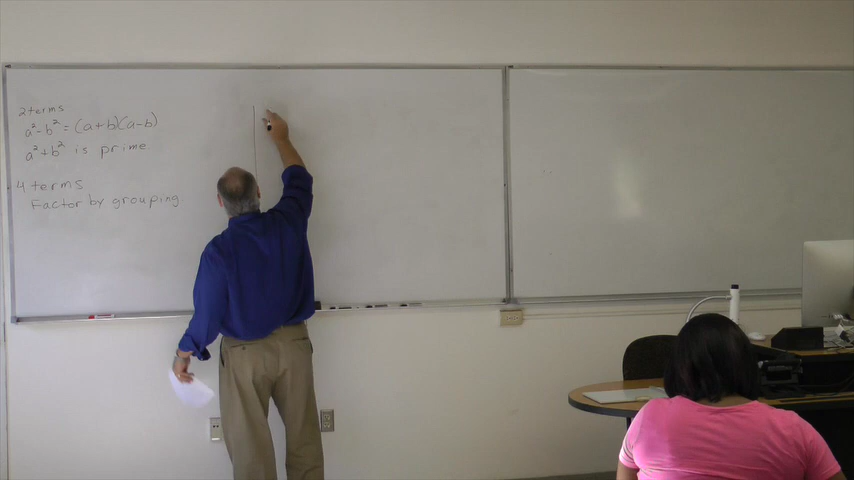 2 terms
a²-b² = (a+b)(a-b)
a²+b² is prime
4 terms
Factor by grouping